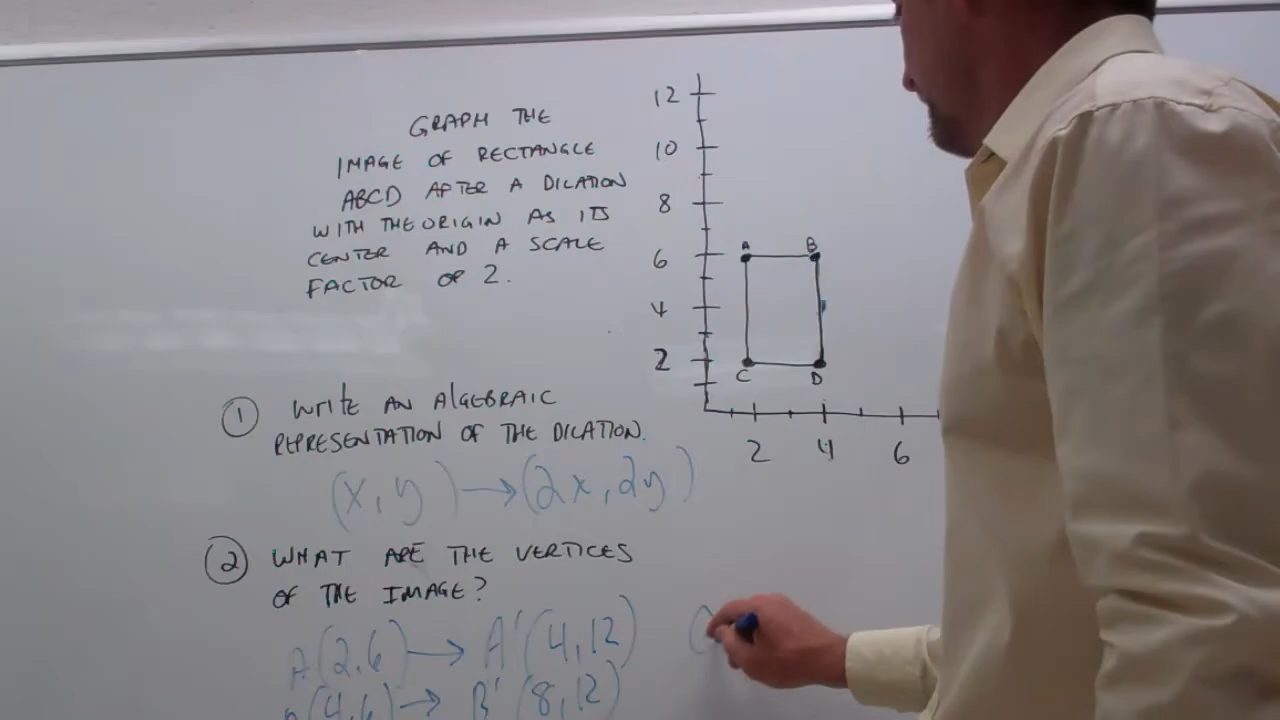 GRAPH THE
IMAGE OF RECTANGLE
ABCD AFTER A DILATION
WITH THE ORIGIN AS ITS
CENTER AND A SCALE
FACTOR OF 2.
12
10
8
6
4
2
A B
C D
2 4 6
1 WRITE AN ALGEBRAIC
REPRESENTATION OF THE DILATION.
(x, y) → (2x, 2y)
2 WHAT ARE THE VERTICES
OF THE IMAGE?
A(2,6) → A'(4,12)
(4,6) → B'(8,12)